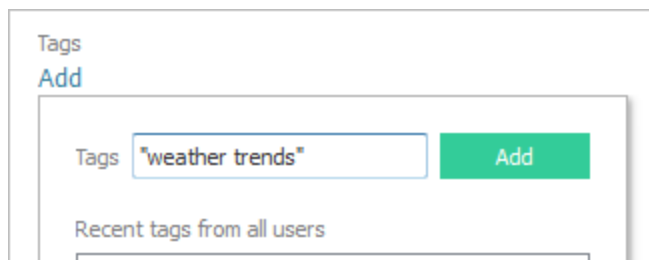 Tags
Add
Tags "weather trends" Add
Recent tags from all users